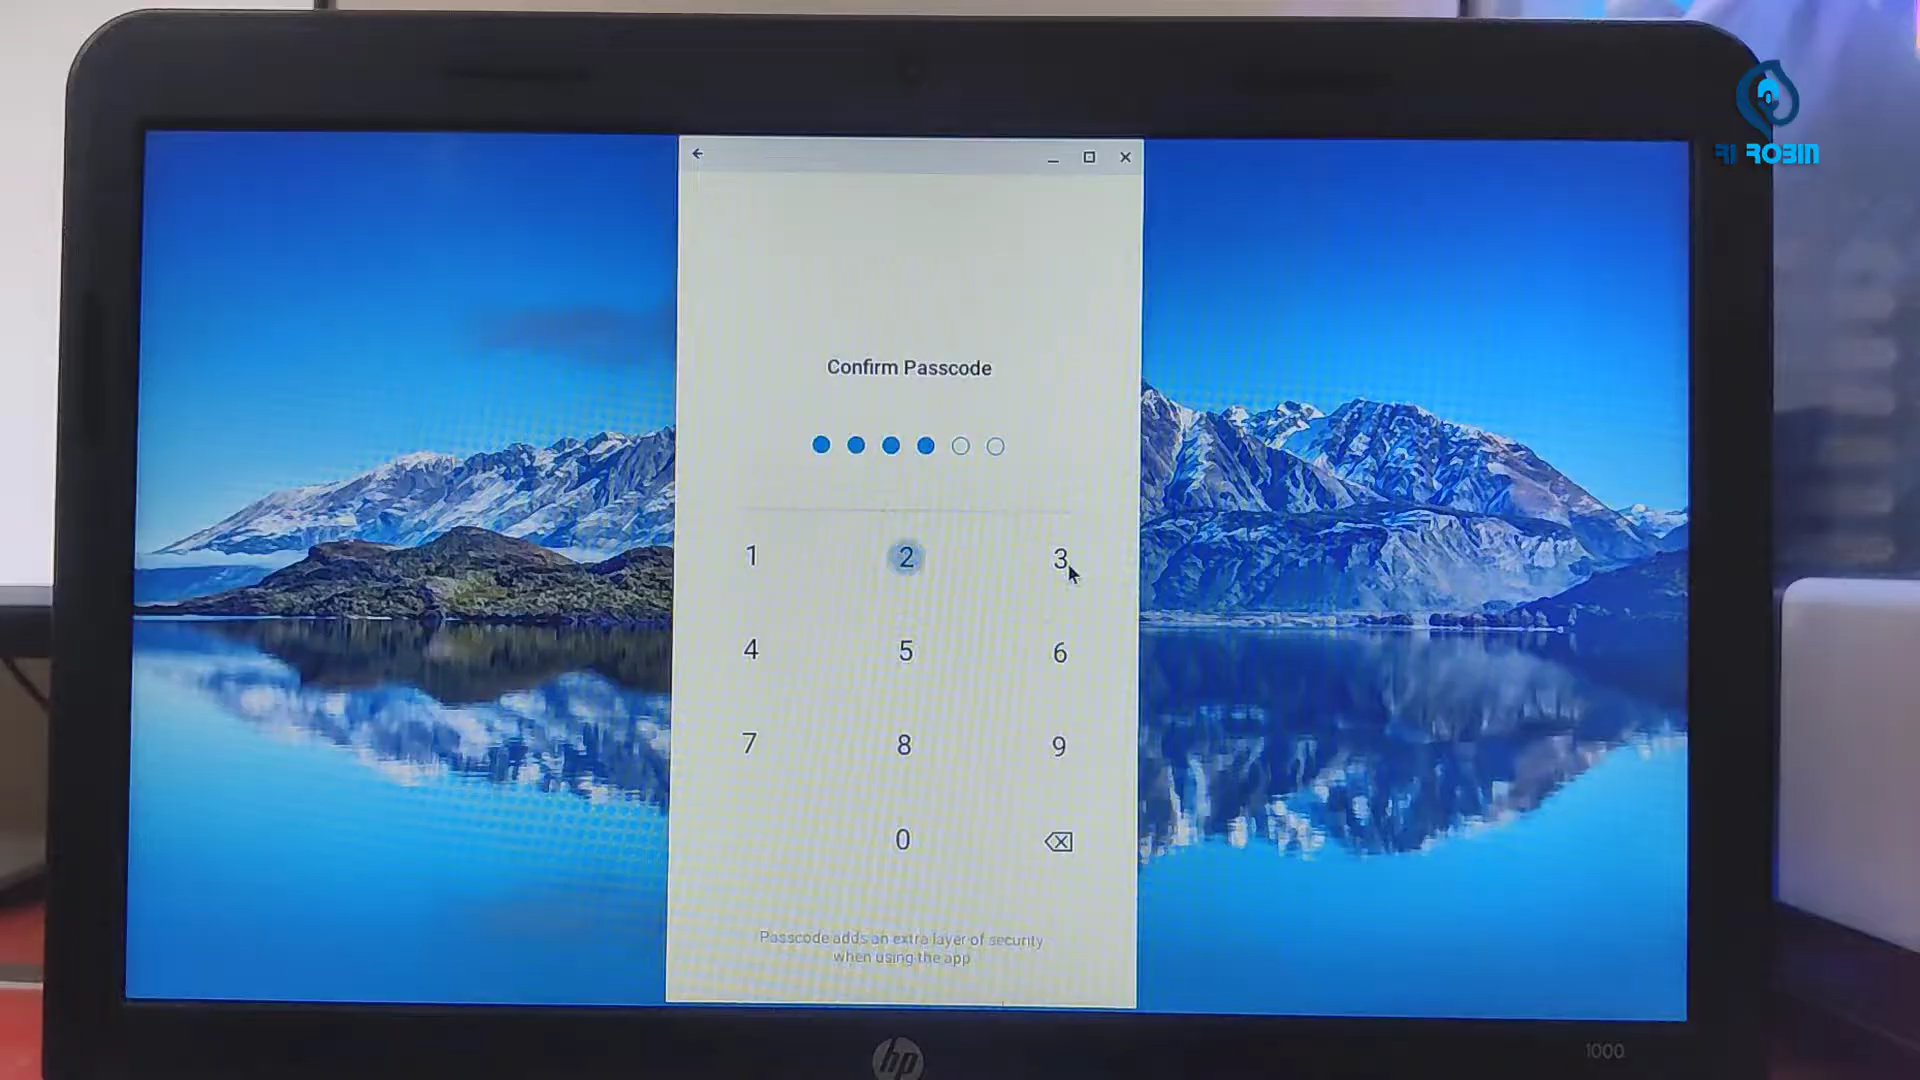 RJ ROBIN
Confirm Passcode
1 2 3
4 5 6
7 8 9
0
Passcode adds an extra layer of security
when using the app
hp
1000